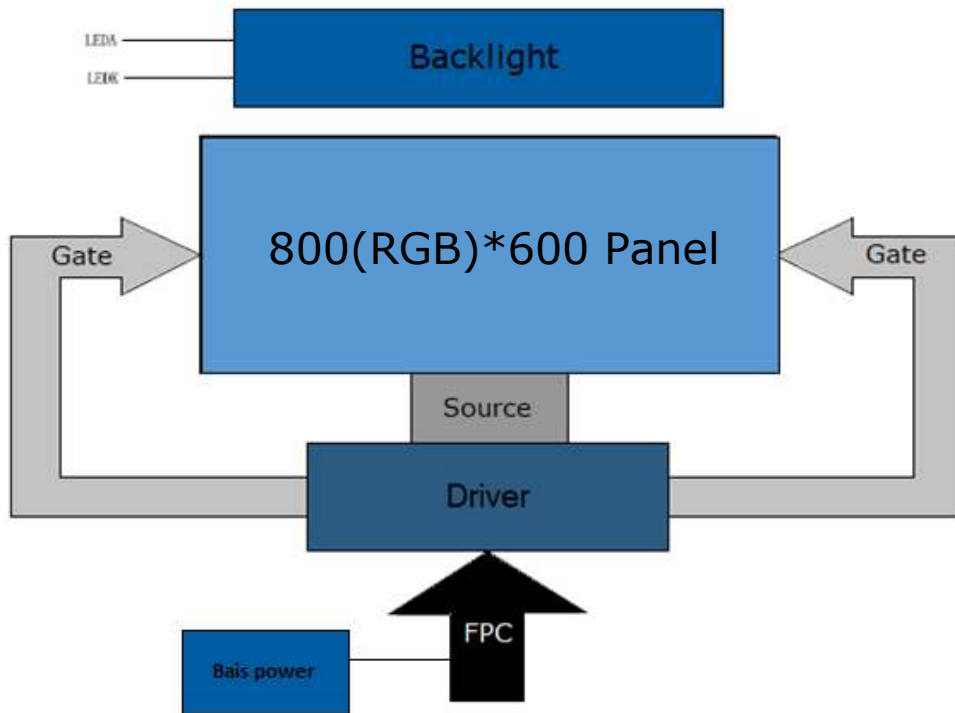 LEDA
LEDK
Backlight
800(RGB)*600 Panel
Gate
Gate
Source
Driver
FPC
Bais power